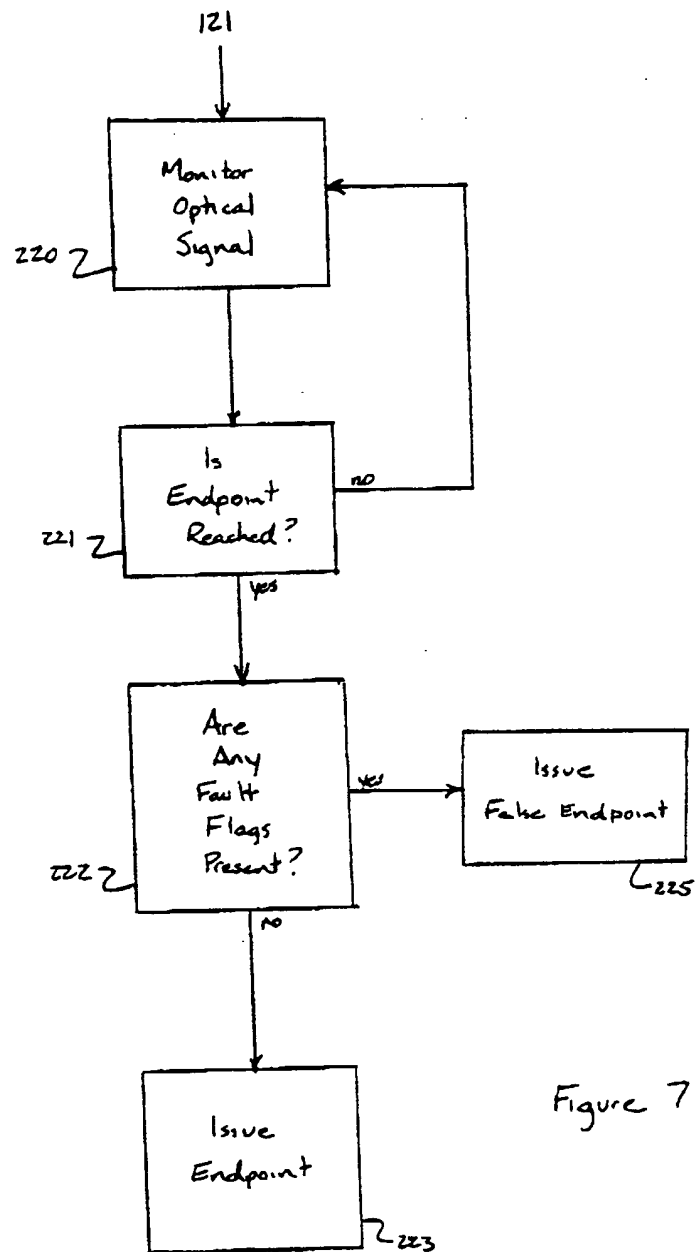 121
Monitor
Optical
Signal
220
Is
Endpoint
Reached?
no
221
yes
Are
Any
Fault
Flags
Present?
yes
222
no
Issue
False Endpoint
225
Issue
Endpoint
223
Figure 7